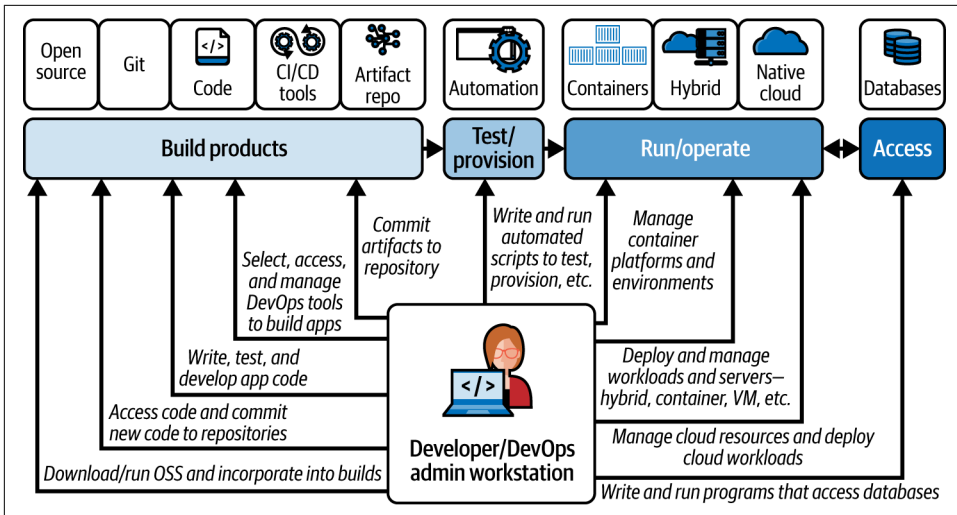 Open
source
Git
</>
Code
CI/CD
tools
Artifact
repo
Automation
Containers
Hybrid
Native
cloud
Databases
Build products
Test/
provision
Run/operate
Access
Commit
artifacts to
repository
Write and run
automated
scripts to test,
provision, etc.
Manage
container
platforms and
environments
Select, access,
and manage
DevOps tools
to build apps
Write, test, and
develop app code
Deploy and manage
workloads and servers—
hybrid, container, VM, etc.
</>
Access code and commit
new code to repositories
Manage cloud resources and deploy
cloud workloads
Developer/DevOps
admin workstation
Download/run OSS and incorporate into builds
Write and run programs that access databases